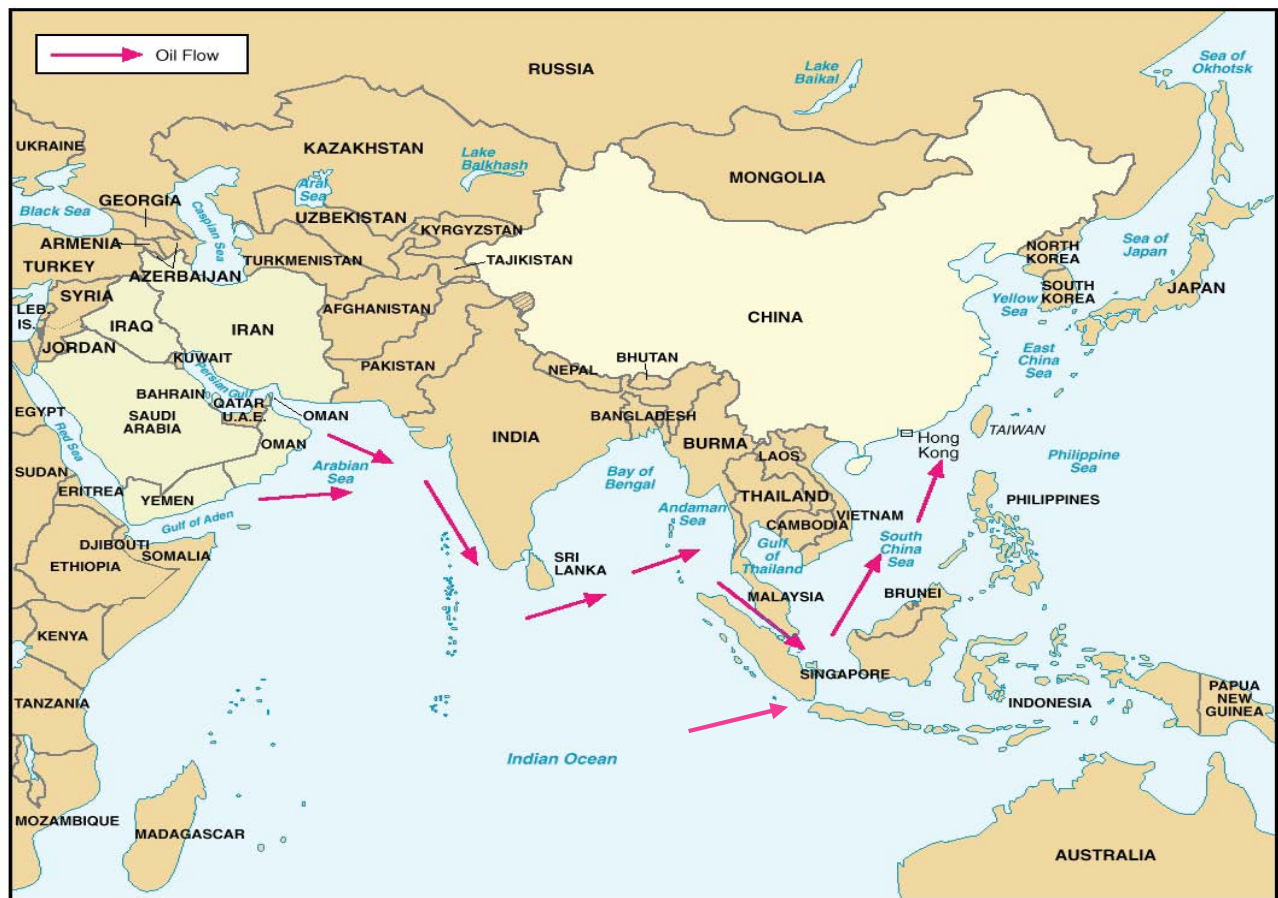 Oil Flow
RUSSIA
Lake
Baikal
Sea of
Okhotsk
UKRAINE
KAZAKHSTAN
Lake
Balkhash
MONGOLIA
Aral
Sea
GEORGIA
Black Sea
Caspian Sea
UZBEKISTAN
KYRGYZSTAN
ARMENIA
TURKEY
AZERBAIJAN
TURKMENISTAN
TAJIKISTAN
NORTH
KOREA
Sea of
Japan
SYRIA
LEB.
IS.
IRAQ
IRAN
AFGHANISTAN
CHINA
Yellow
Sea
SOUTH
KOREA
JAPAN
JORDAN
KUWAIT
PAKISTAN
NEPAL
BHUTAN
East
China
Sea
Persian Gulf
BAHRAIN
QATAR
U.A.E.
OMAN
EGYPT
SAUDI
ARABIA
Red Sea
OMAN
INDIA
BANGLADESH
BURMA
TAIWAN
Hong
Kong
LAOS
Philippine
Sea
SUDAN
ERITREA
YEMEN
Arabian
Sea
Bay of
Bengal
THAILAND
PHILIPPINES
Gulf of Aden
Andaman
Sea
CAMBODIA
VIETNAM
DJIBOUTI
SOMALIA
ETHIOPIA
SRI
LANKA
Gulf
of
Thailand
South
China
Sea
MALAYSIA
BRUNEI
KENYA
SINGAPORE
TANZANIA
INDONESIA
PAPUA
NEW
GUINEA
Indian Ocean
MOZAMBIQUE
MADAGASCAR
AUSTRALIA